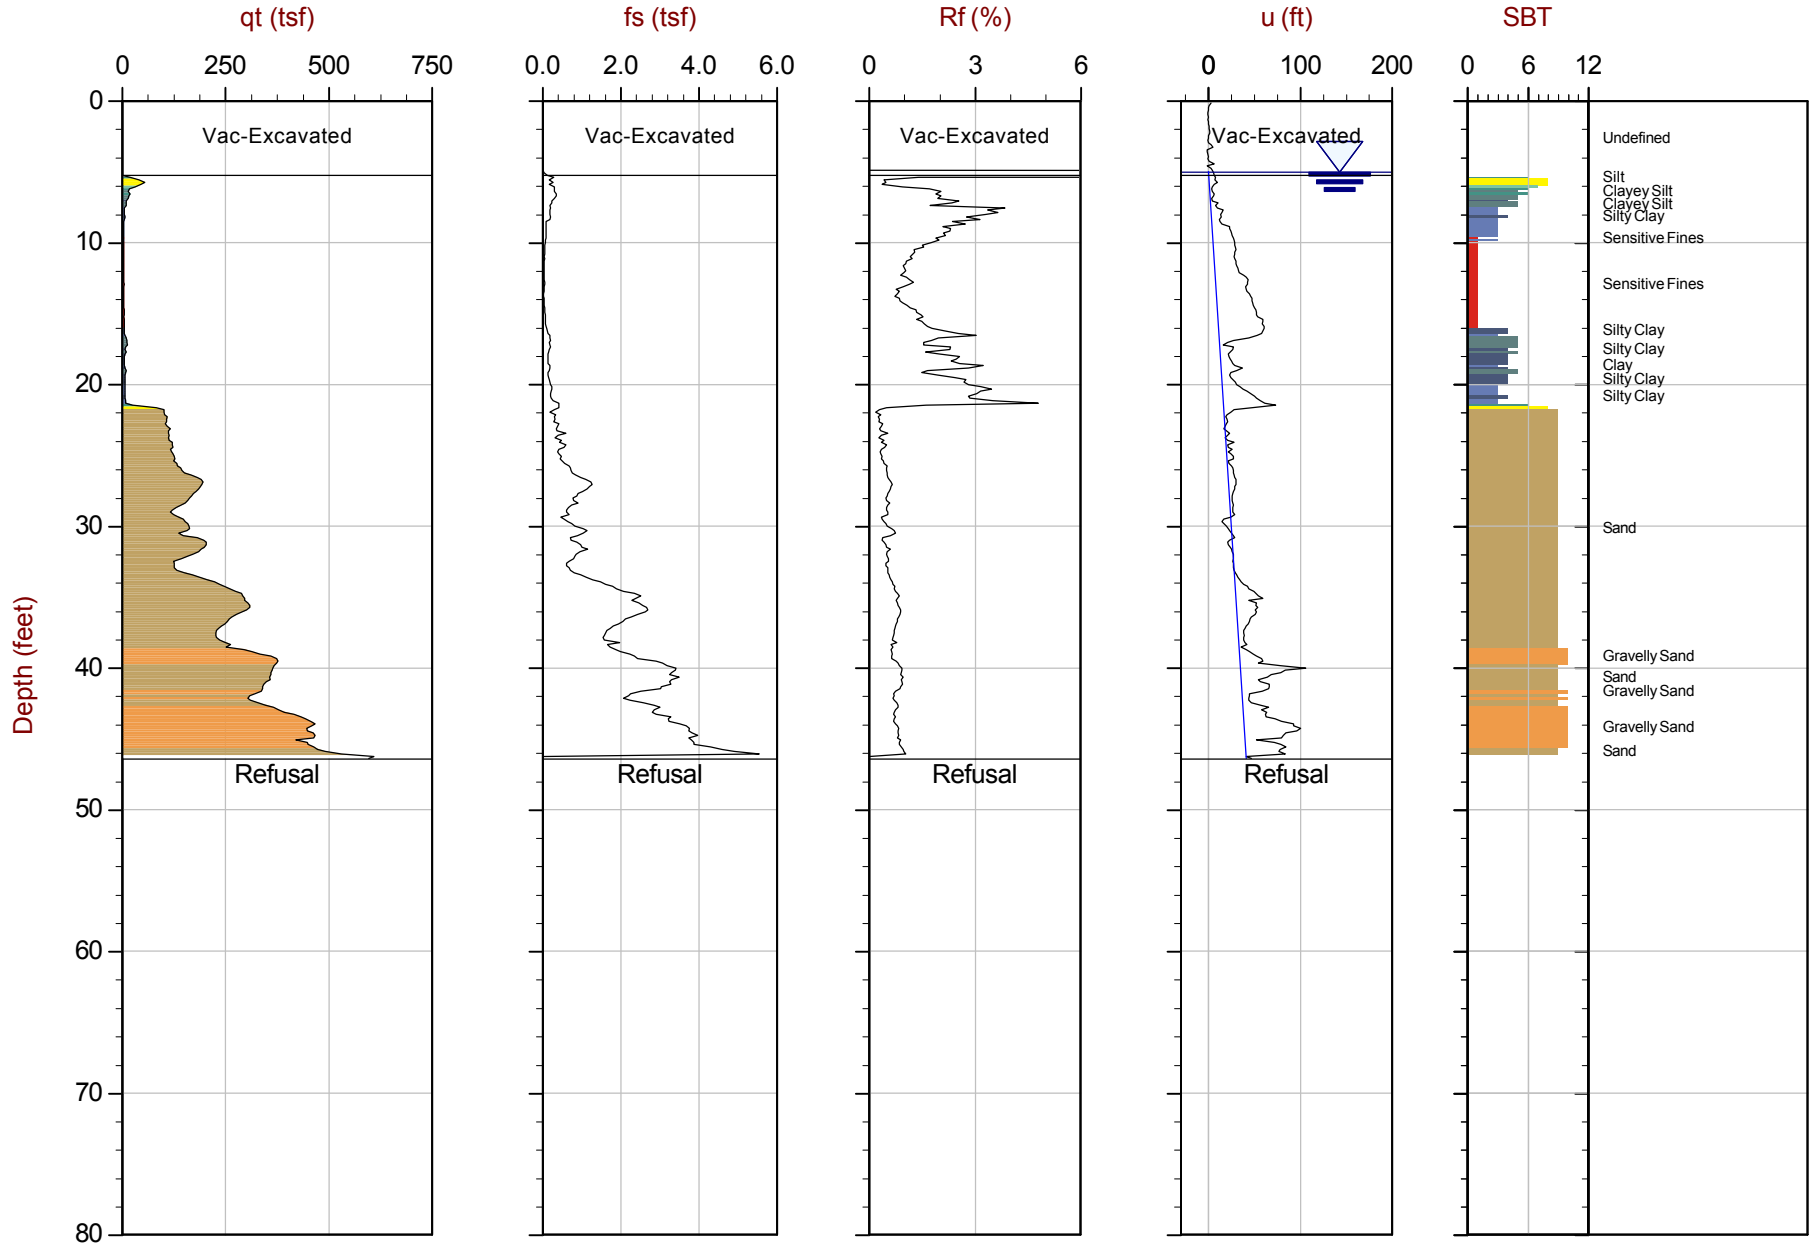 qt (tsf) fs (tsf) Rf (%) u (ft) SBT
0 250 500 750 0.0 2.0 4.0 6.0 0 3 6 0 100 200 0 6 12
0
Vac-Excavated Vac-Excavated Vac-Excavated Vac-Excavated Undefined
Silt
Clayey Silt
Clayey Silt
Silty Clay
Sensitive Fines
10
Sensitive Fines
Silty Clay
Silty Clay
Clay
Silty Clay
20
Silty Clay
30 Sand
Depth (feet)
Gravelly Sand
40
Sand
Gravelly Sand
Gravelly Sand
Sand
Refusal Refusal Refusal Refusal
50
60
70
80